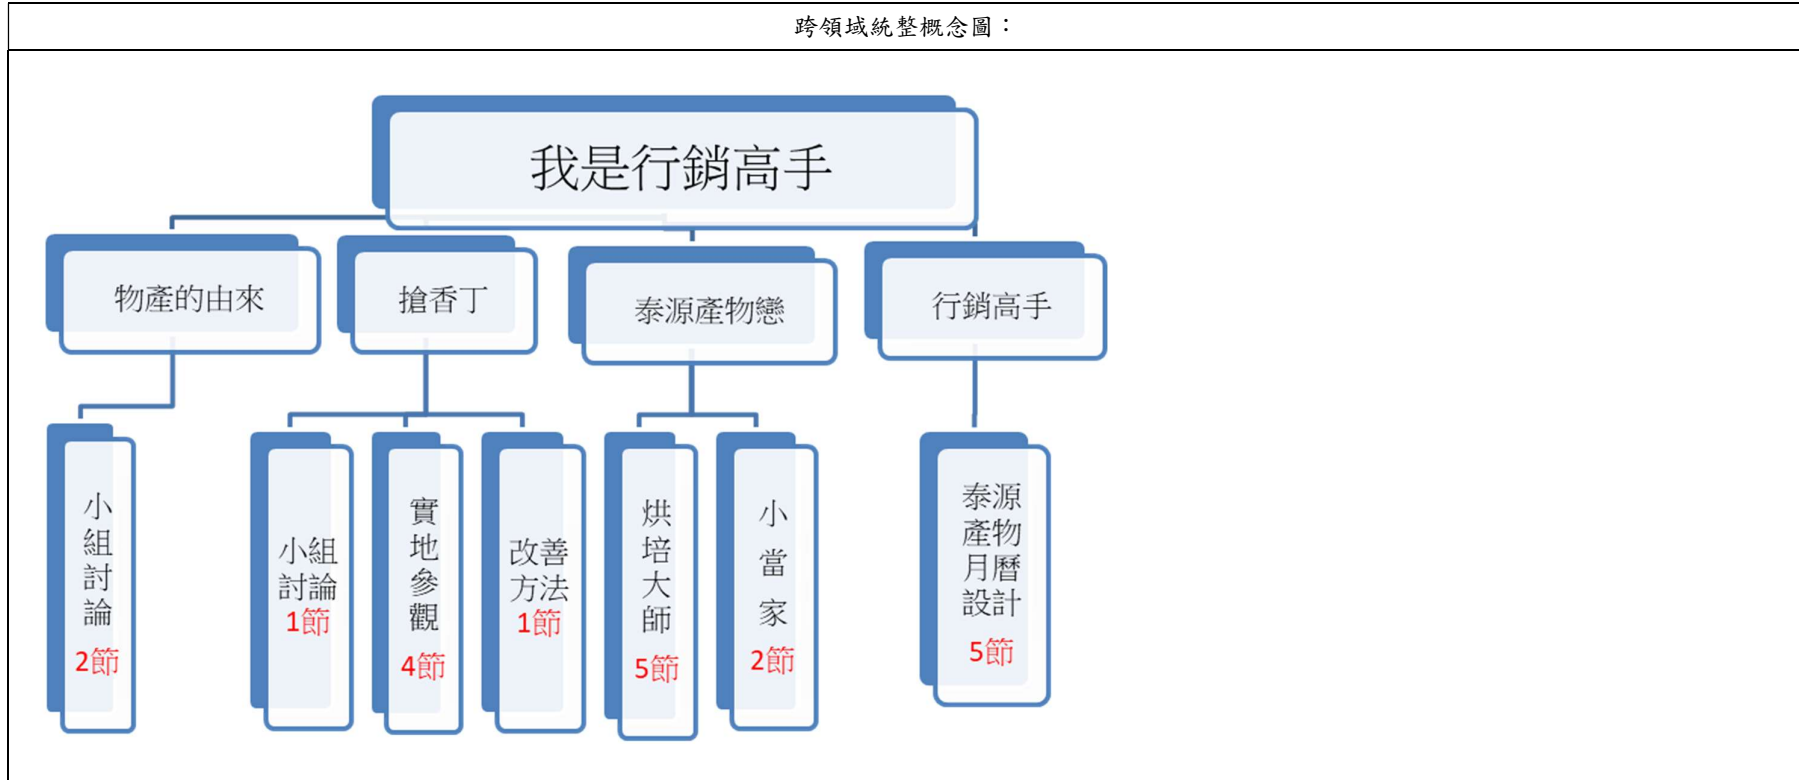 跨領域統整概念圖：
我是行銷高手
物產的由來
搶香丁
泰源產物戀
行銷高手
小
組
討
論
2節
小組
討論
1節
實
地
參
觀
4節
改善
方法
1節
烘
培
大
師
5節
小
當
家
2節
泰源
產物
月曆
設計
5節